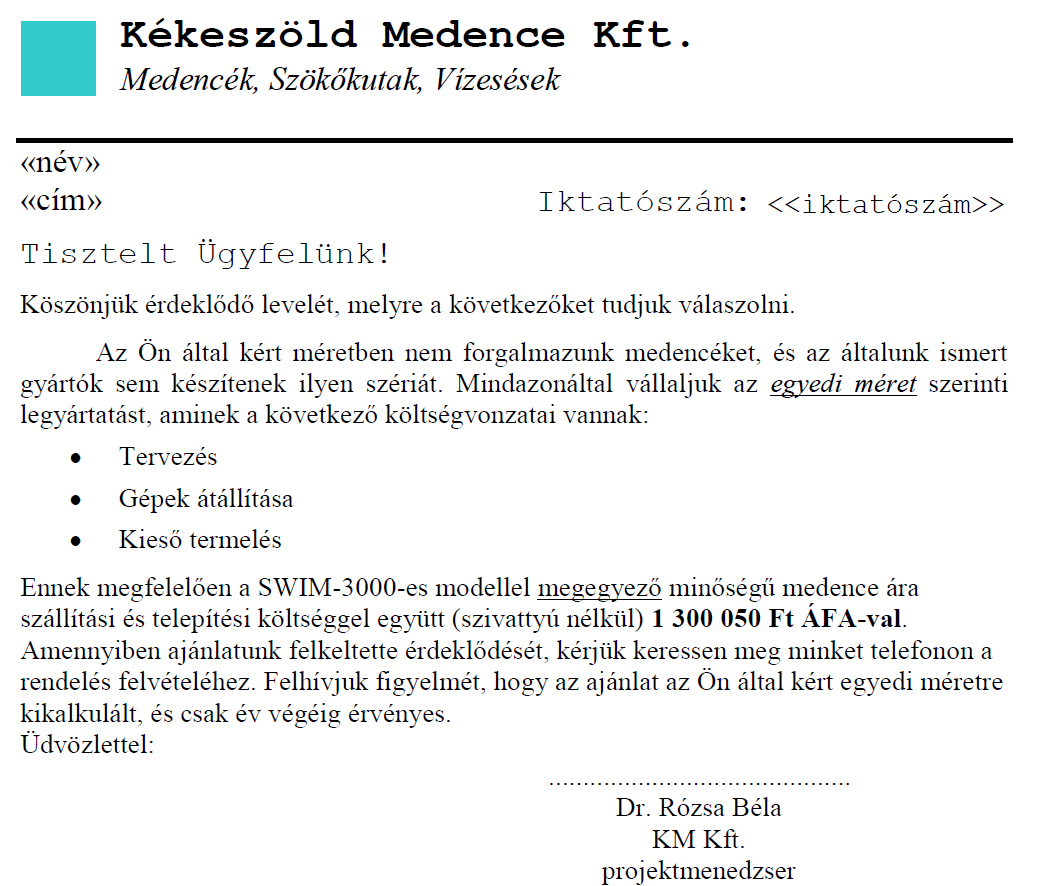 Kékeszöld Medence Kft.
Medencék, Szökőkutak, Vízesések
«név»
«cím» Iktatószám: <<iktatószám>>
Tisztelt Ügyfelünk!
Köszönjük érdeklődő levelét, melyre a következőket tudjuk válaszolni.
Az Ön által kért méretben nem forgalmazunk medencéket, és az általunk ismert
gyártók sem készítenek ilyen szériát. Mindazonáltal vállaljuk az egyedi méret szerinti
legyártatást, aminek a következő költségvonzatai vannak:
• Tervezés
• Gépek átállítása
• Kieső termelés
Ennek megfelelően a SWIM-3000-es modellel megegyező minőségű medence ára
szállítási és telepítési költséggel együtt (szivattyú nélkül) 1 300 050 Ft ÁFA-val.
Amennyiben ajánlatunk felkeltette érdeklődését, kérjük keressen meg minket telefonon a
rendelés felvételéhez. Felhívjuk figyelmét, hogy az ajánlat az Ön által kért egyedi méretre
kikalkulált, és csak év végéig érvényes.
Üdvözlettel:
............................................
Dr. Rózsa Béla
KM Kft.
projektmenedzser